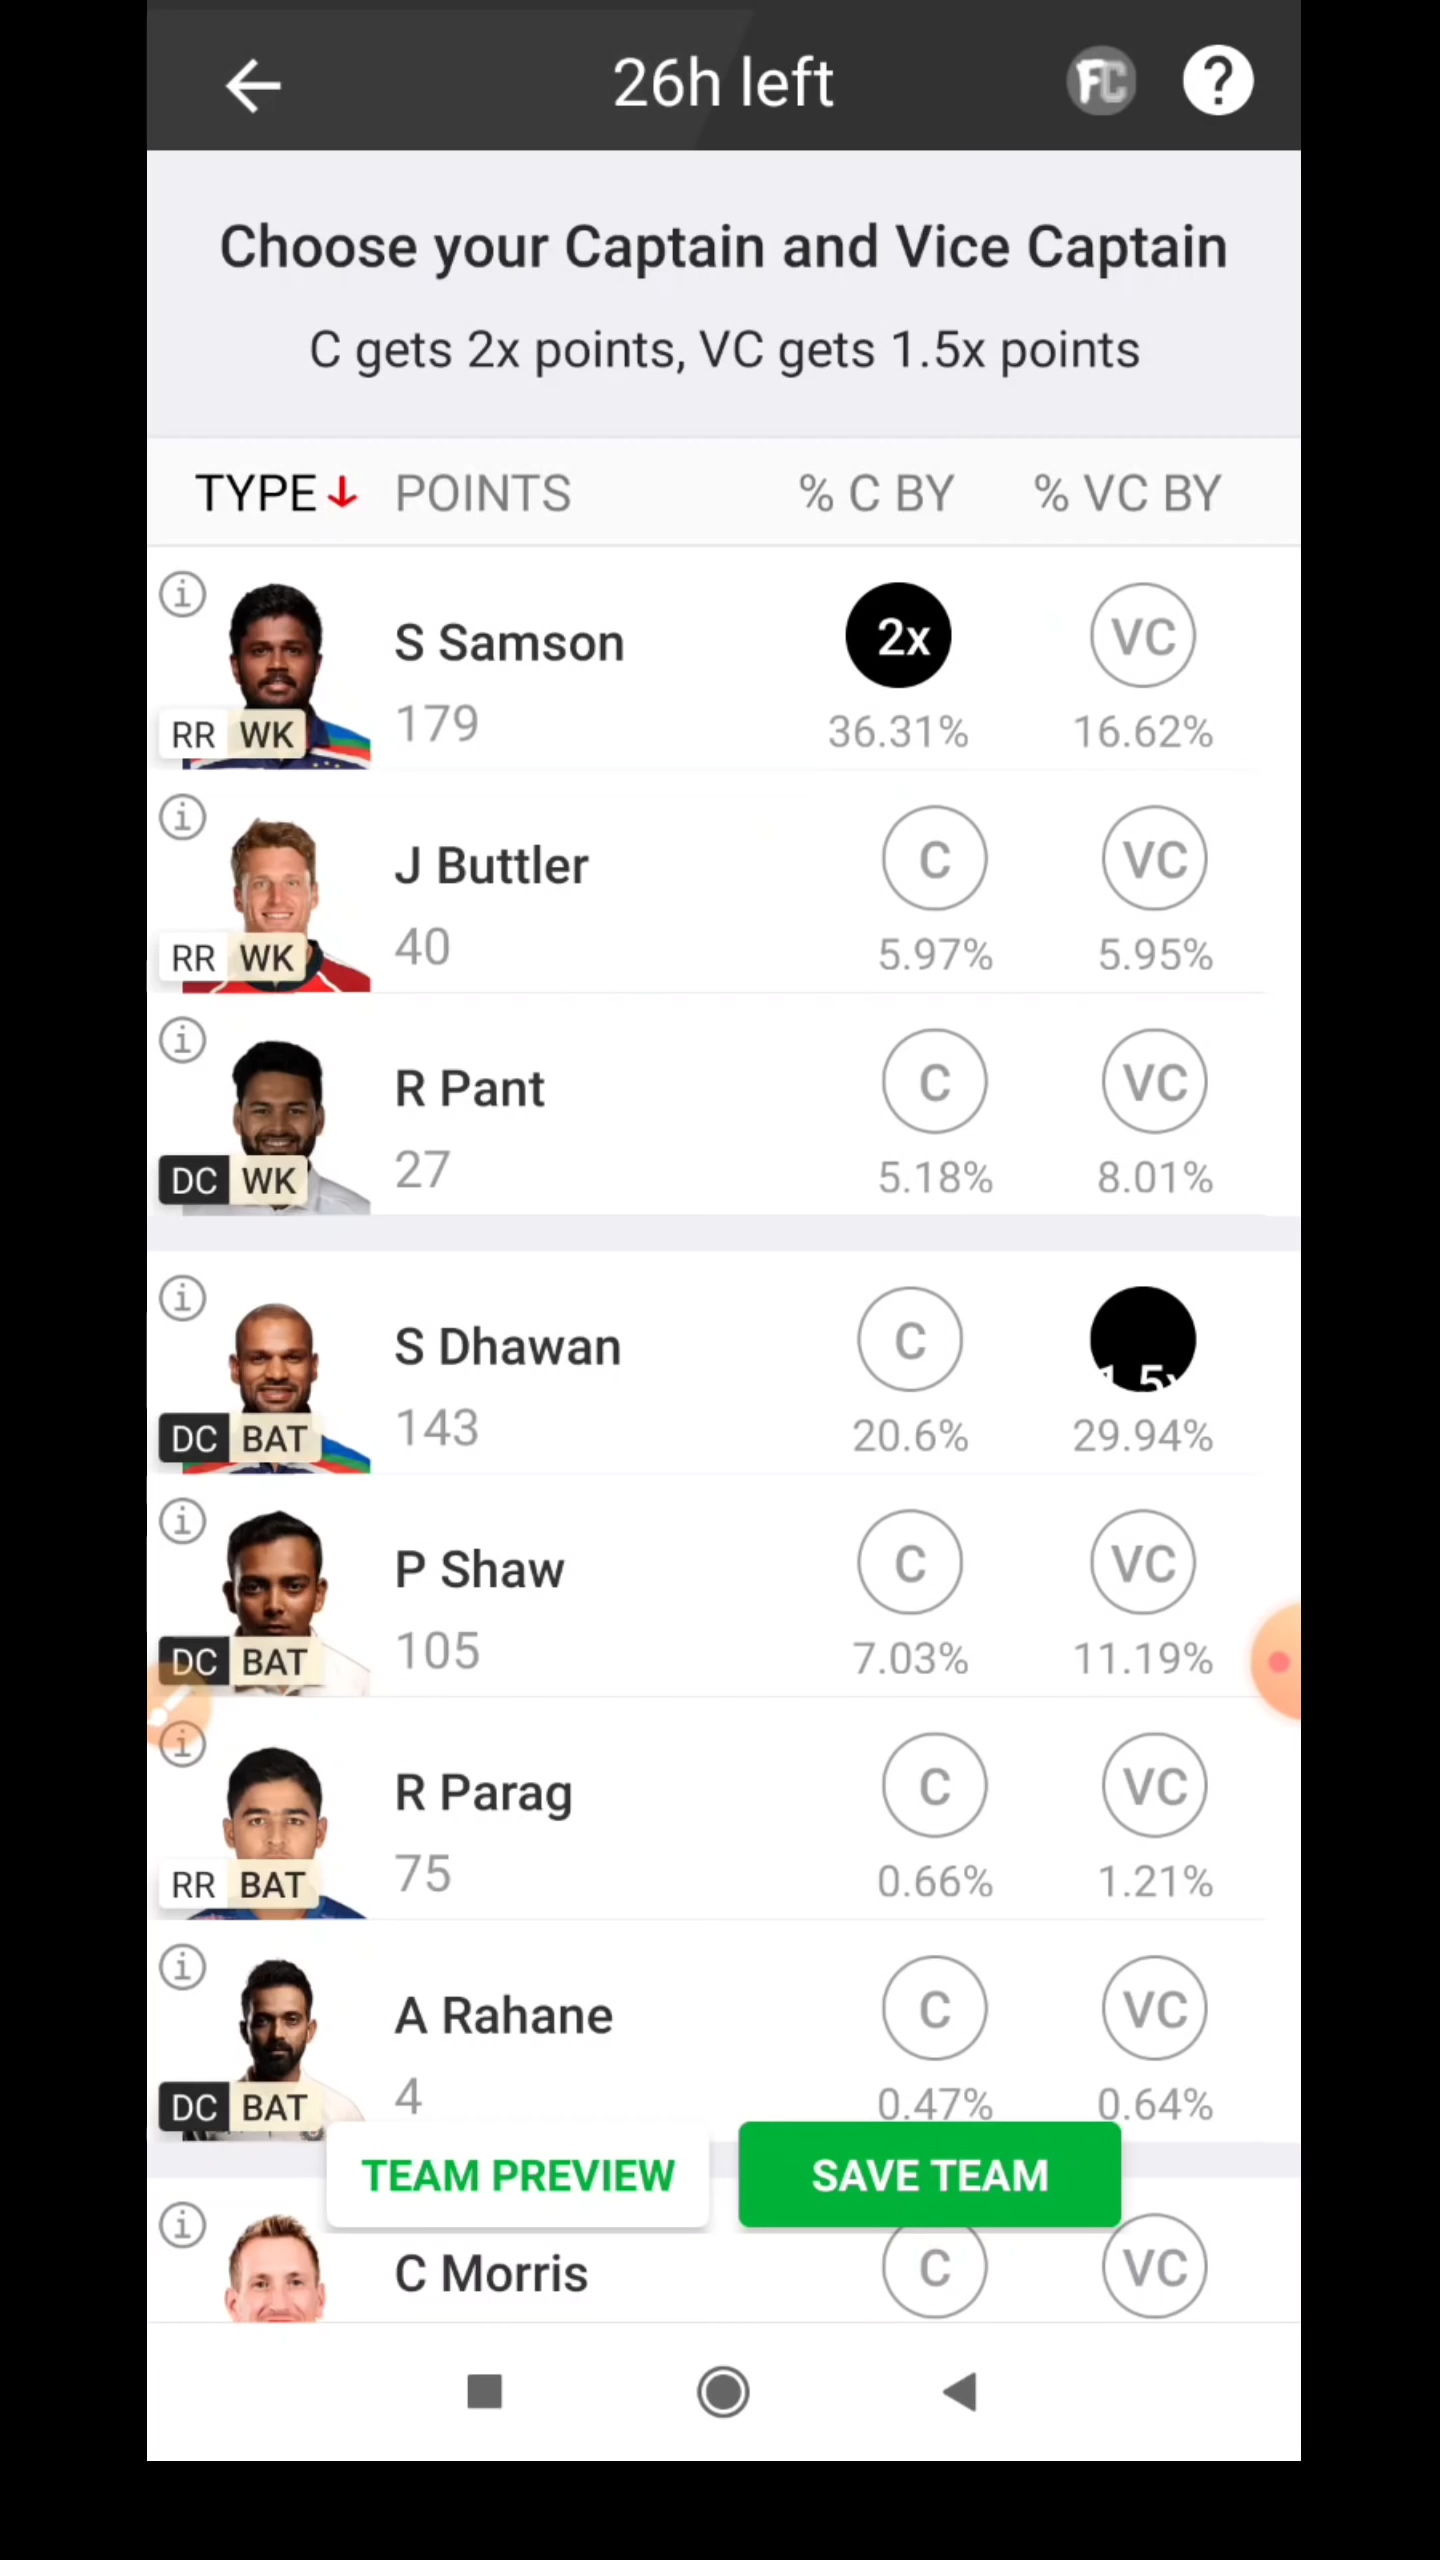 26h left
FC
?
Choose your Captain and Vice Captain
C gets 2x points, VC gets 1.5x points
TYPE POINTS % C BY % VC BY
S Samson 2x VC
RR WK 179 36.31% 16.62%
J Buttler C VC
RR WK 40 5.97% 5.95%
R Pant C VC
DC WK 27 5.18% 8.01%
S Dhawan C 1.5x
DC BAT 143 20.6% 29.94%
P Shaw C VC
DC BAT 105 7.03% 11.19%
R Parag C VC
RR BAT 75 0.66% 1.21%
A Rahane C VC
DC BAT 4 0.47% 0.64%
TEAM PREVIEW SAVE TEAM
C Morris C VC